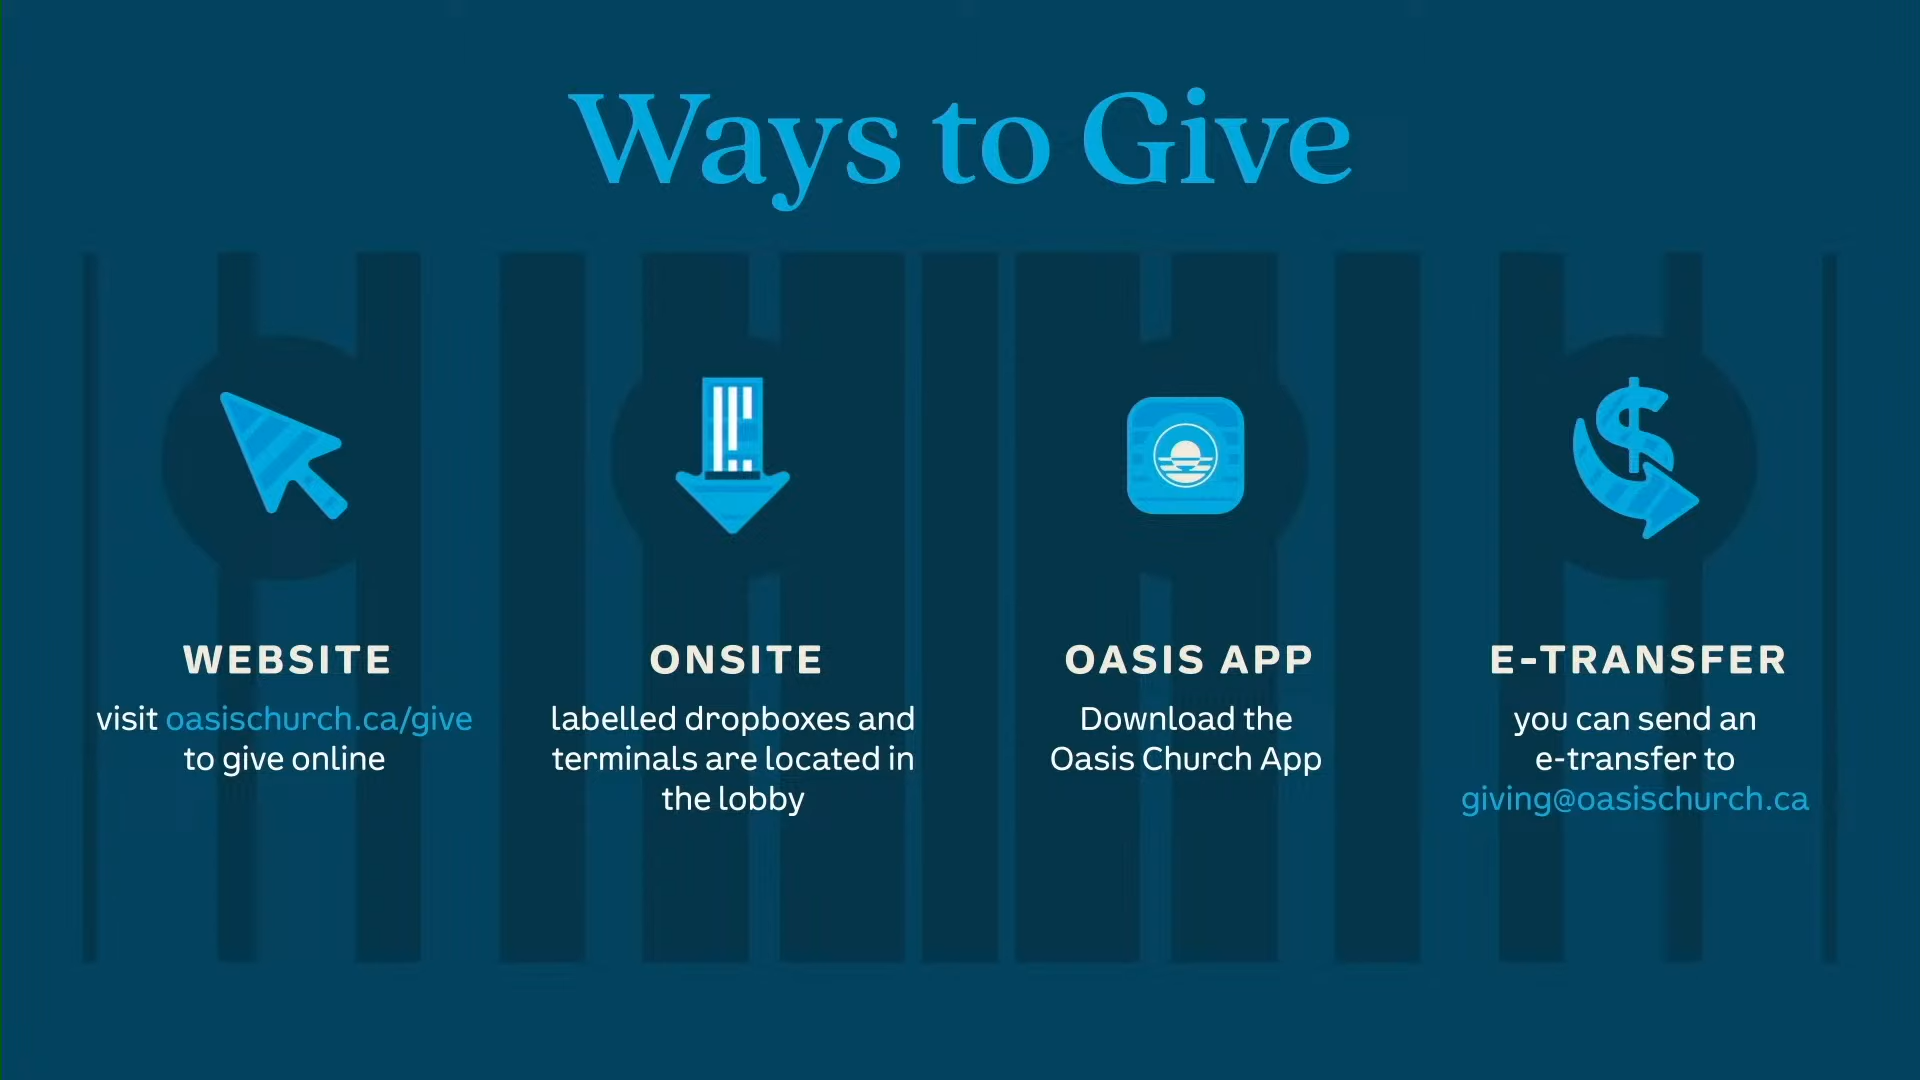 Ways to Give
WEBSITE
visit oasischurch.ca/give
to give online
ONSITE
labelled dropboxes and
terminals are located in
the lobby
OASIS APP
Download the
Oasis Church App
E-TRANSFER
you can send an
e-transfer to
giving@oasischurch.ca